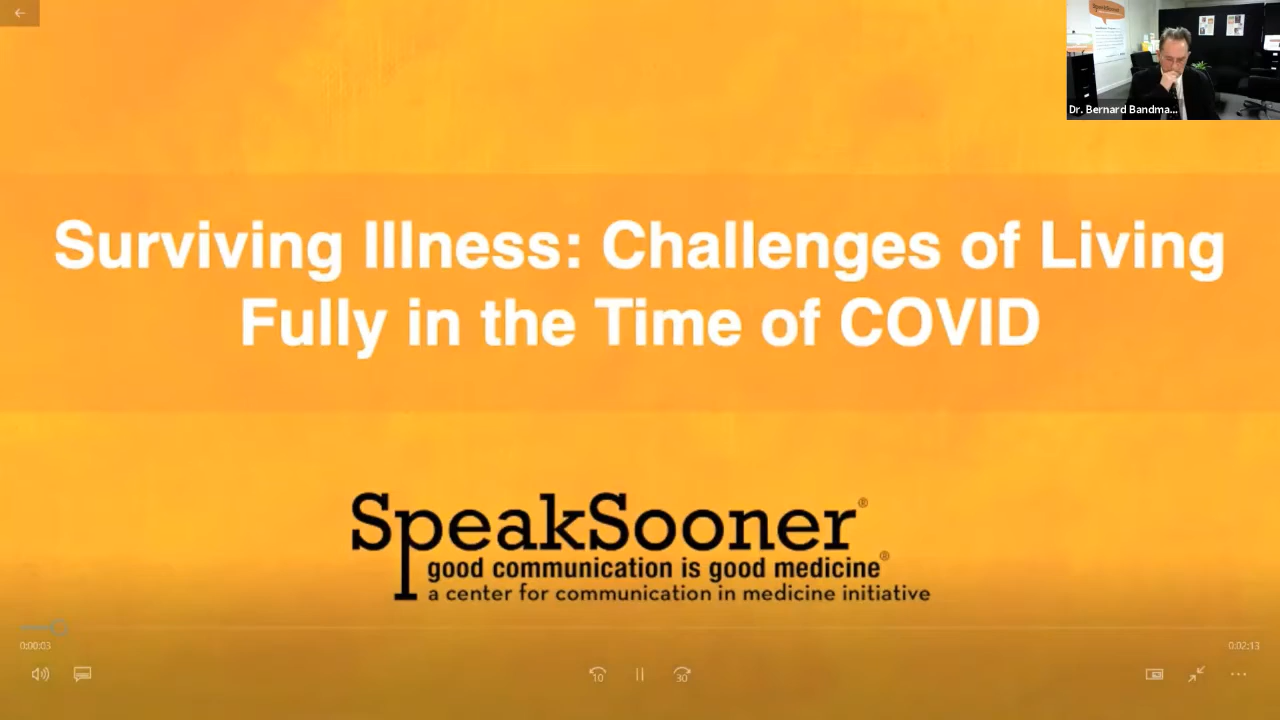 SpeakSooner
Dr. Bernard Bandma...
Surviving Illness: Challenges of Living
Fully in the Time of COVID
SpeakSooner®
good communication is good medicine®
a center for communication in medicine initiative
0:00:03
0:02:13
10
30